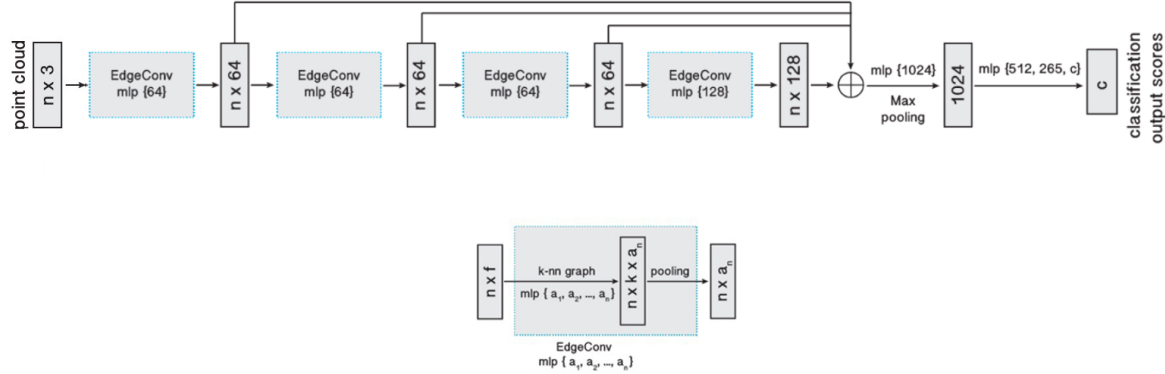 point cloud
n x 3
EdgeConv
mlp {64}
n x 64
EdgeConv
mlp {64}
n x 64
EdgeConv
mlp {64}
n x 64
EdgeConv
mlp {128}
n x 128
mlp {1024}
Max
pooling
1024
mlp {512, 265, c}
c
classification
output scores
n x f
k-nn graph
mlp { a₁, a₂, ..., aₙ}
n x k x aₙ
pooling
n x aₙ
EdgeConv
mlp { a₁, a₂, ..., aₙ}